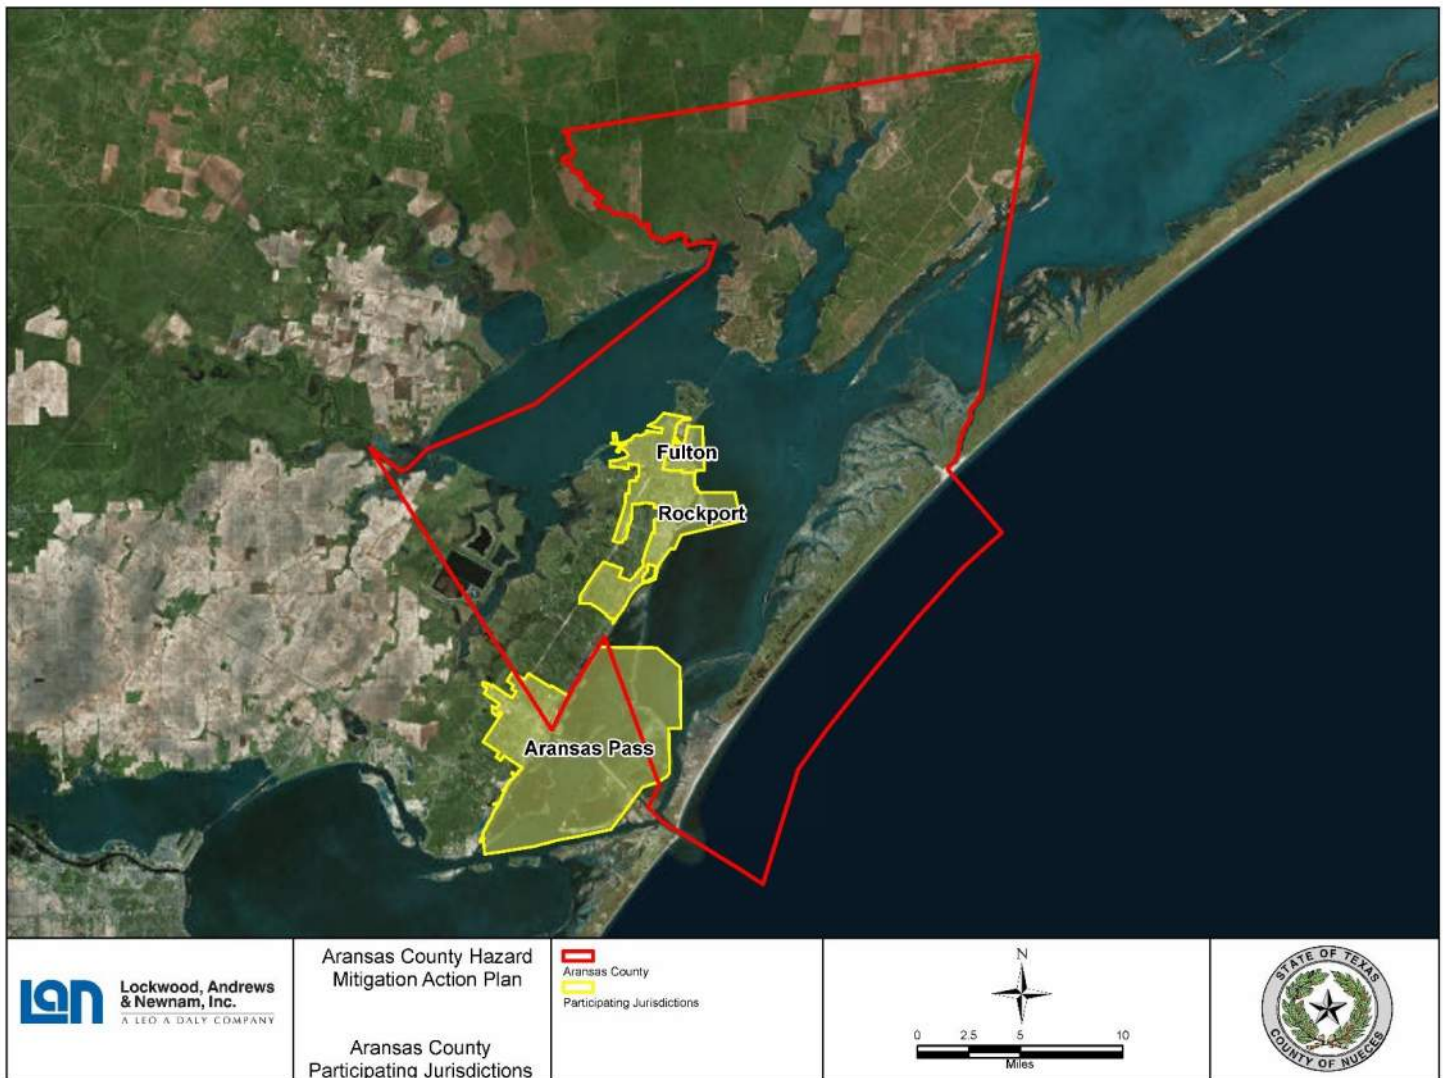 Fulton
Rockport
Aransas Pass
Lan
Lockwood, Andrews
& Newnam, Inc.
A LEO A DALY COMPANY
Aransas County Hazard
Mitigation Action Plan
Aransas County
Participating Jurisdictions
Aransas County
Participating Jurisdictions
N
0 2.5 5 10
Miles
STATE OF TEXAS
COUNTY OF NUECES